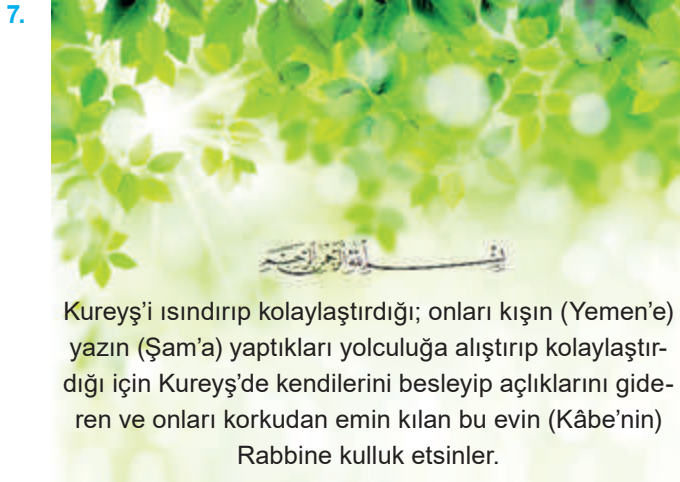 7.
بسم الله الرحمن الرحيم
Kureyş’i ısındırıp kolaylaştırdığı; onları kışın (Yemen’e)
yazın (Şam’a) yaptıkları yolculuğa alıştırıp kolaylaştır-
dığı için Kureyş’de kendilerini besleyip açlıklarını gide-
ren ve onları korkudan emin kılan bu evin (Kâbe’nin)
Rabbine kulluk etsinler.